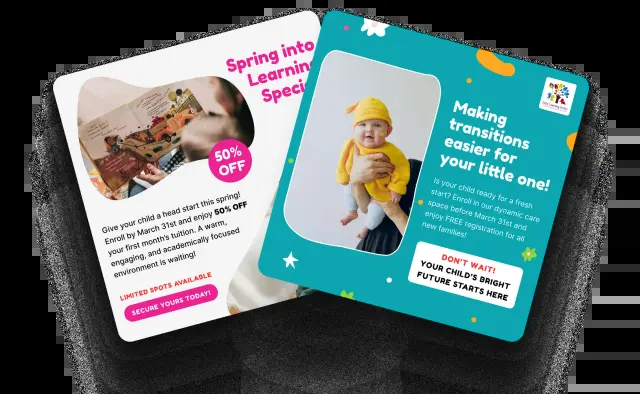 Spring into
Learning
50%
OFF
Give your child a head start this spring!
Enroll by March 31st and enjoy 50% OFF
your first month's tuition. A warm,
engaging, and academically focused
environment is waiting!
LIMITED SPOTS AVAILABLE
SECURE YOURS TODAY!
Making
transitions
easier for
your little one!
Is your child ready for a fresh
start? Enroll in our dynamic care
space before March 31st and
enjoy FREE registration for all
new families!
DON'T WAIT!
YOUR CHILD'S BRIGHT
FUTURE STARTS HERE